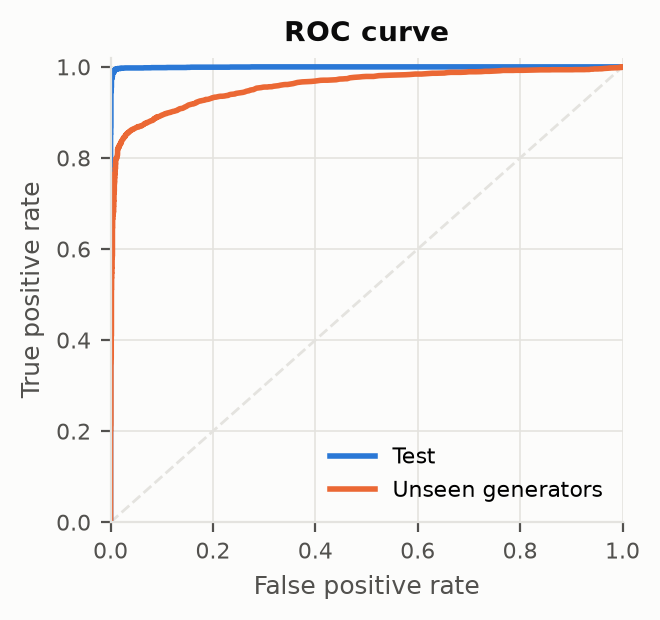 ROC curve
1.0
0.8
0.6
0.4
0.2
0.0
True positive rate
Test
Unseen generators
0.0 0.2 0.4 0.6 0.8 1.0
False positive rate